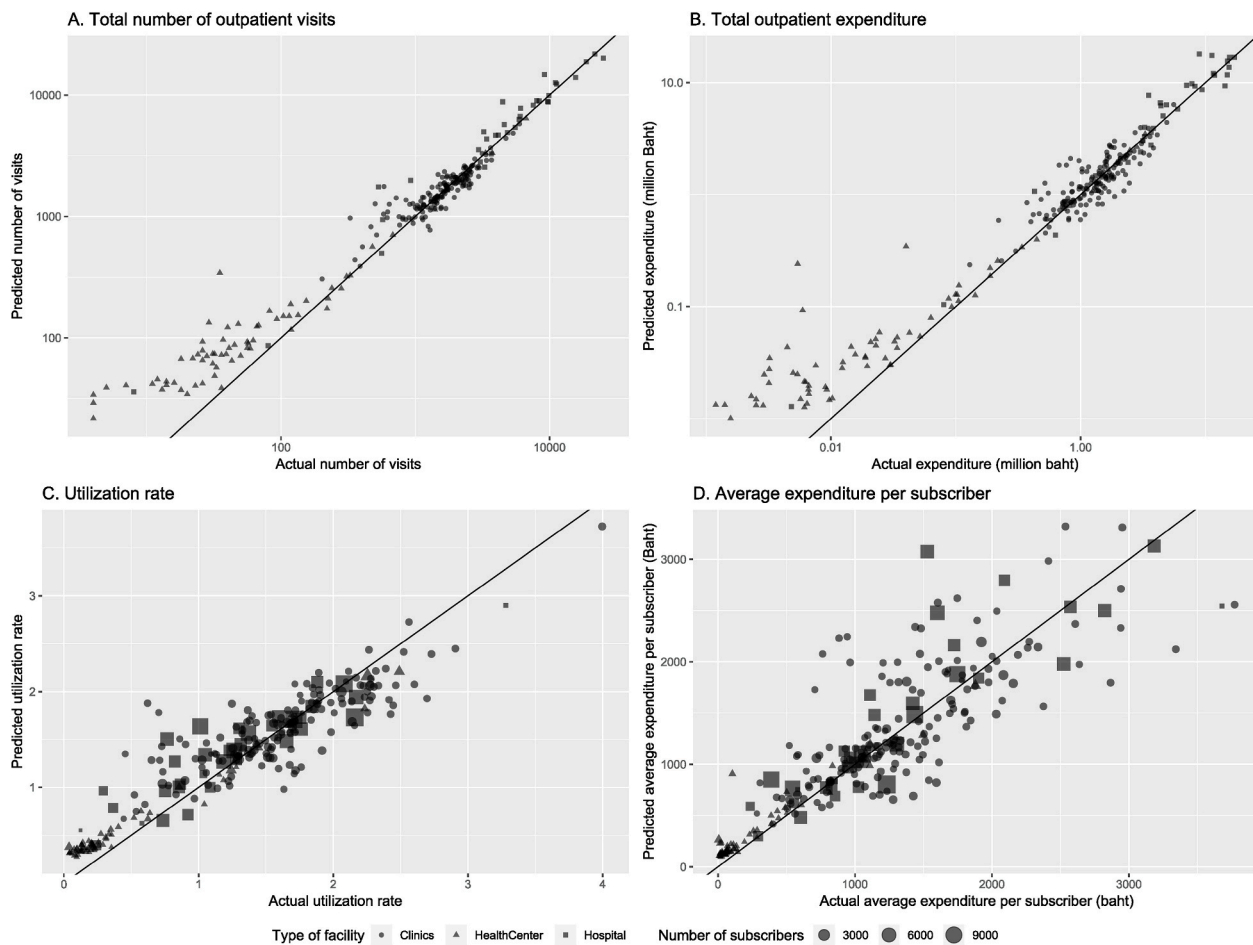 A. Total number of outpatient visits
Predicted number of visits
10000
1000
100
100
10000
Actual number of visits
B. Total outpatient expenditure
Predicted expenditure (million Baht)
10.0
0.1
0.01
1.00
Actual expenditure (million baht)
C. Utilization rate
Predicted utilization rate
3
2
1
0
1
2
3
4
Actual utilization rate
D. Average expenditure per subscriber
Predicted average expenditure per subscriber (Baht)
3000
2000
1000
0
0
1000
2000
3000
Actual average expenditure per subscriber (baht)
Type of facility Clinics HealthCenter Hospital Number of subscribers 3000 6000 9000